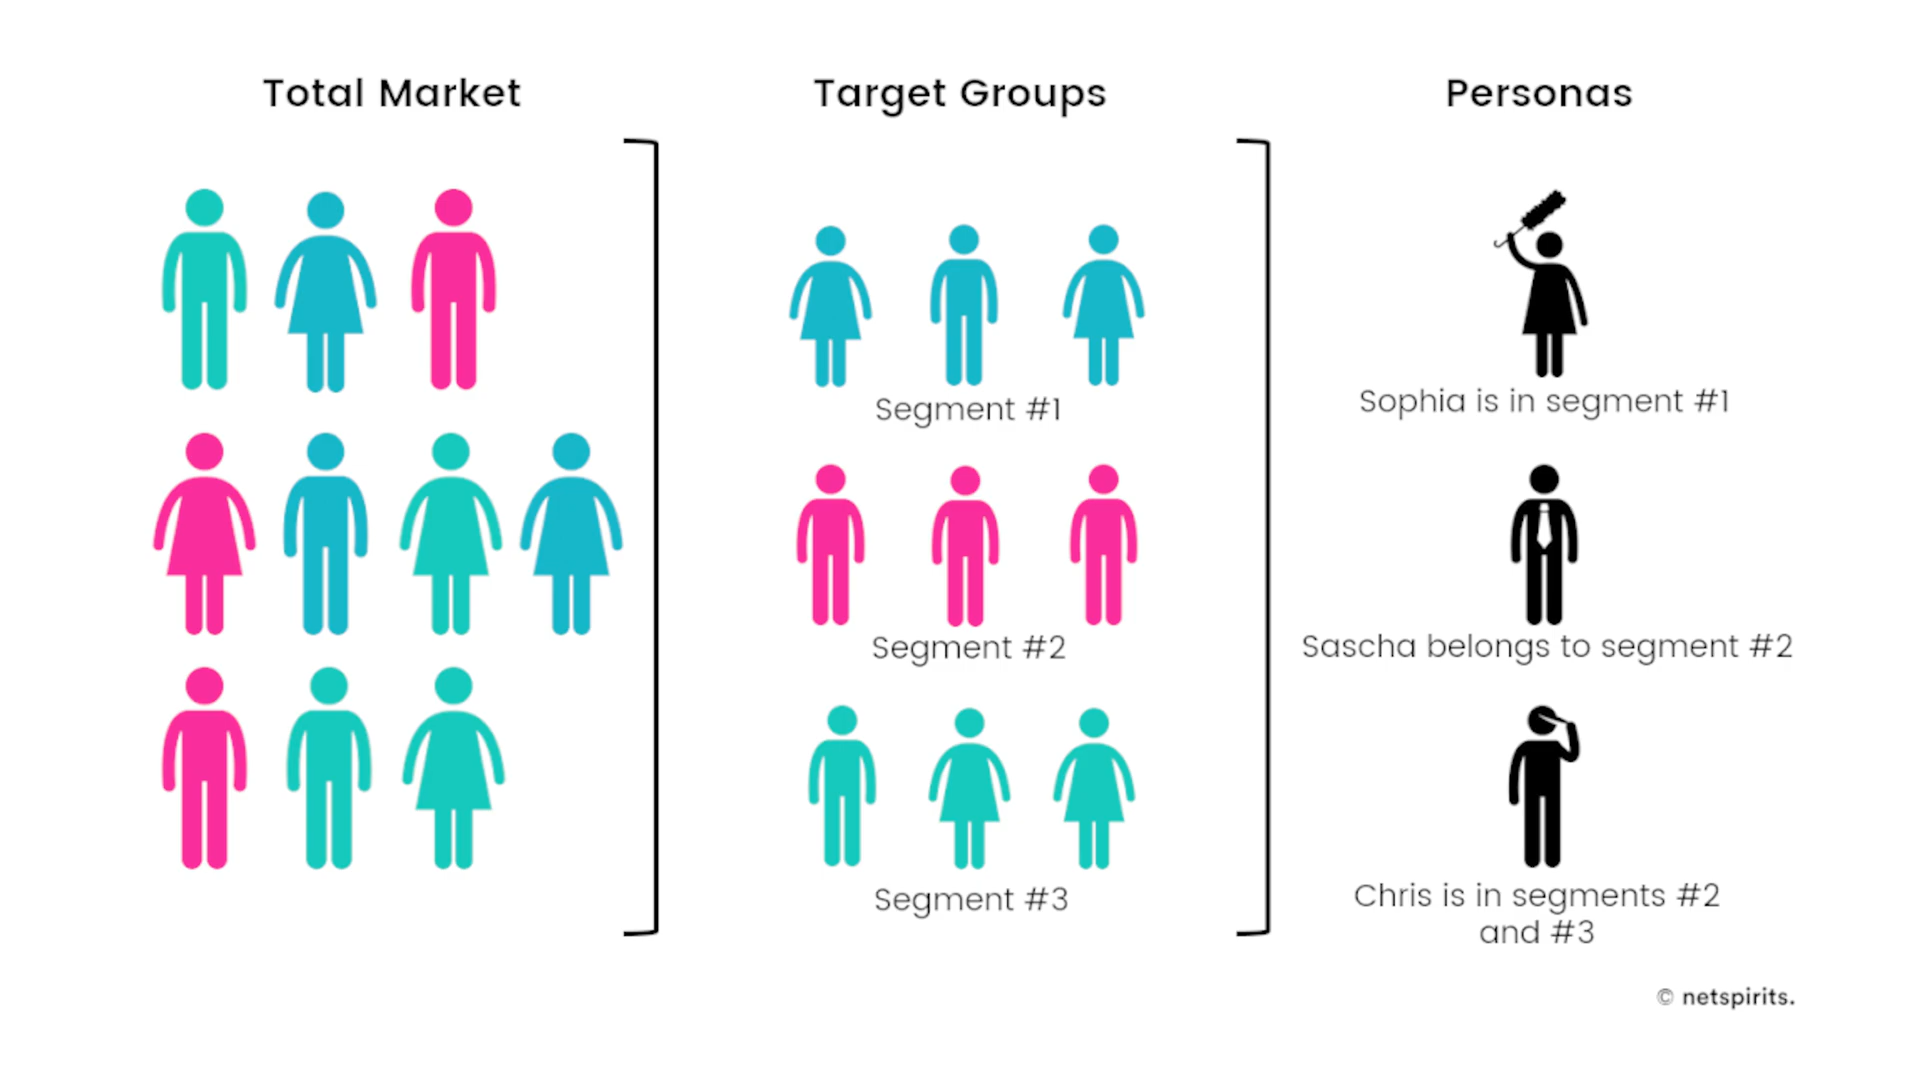 Total Market
Target Groups
Personas
Segment #1
Sophia is in segment #1
Segment #2
Sascha belongs to segment #2
Segment #3
Chris is in segments #2
and #3
© netspirits.